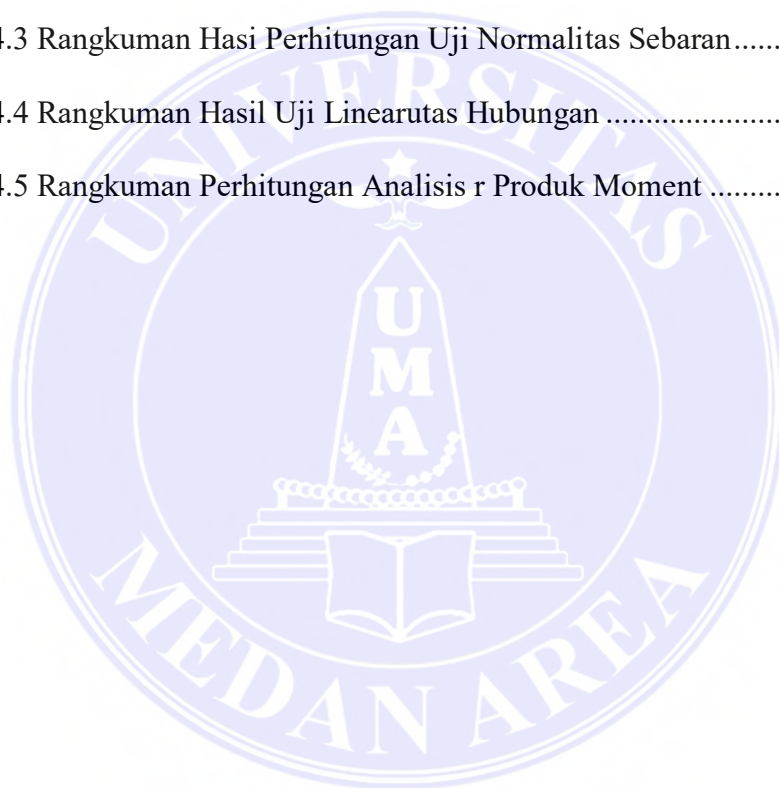 4.3 Rangkuman Hasi Perhitungan Uji Normalitas Sebaran......
4.4 Rangkuman Hasil Uji Linearutas Hubungan ......................
4.5 Rangkuman Perhitungan Analisis r Produk Moment .........
UNIVERSITAS
UMA
MEDAN AREA